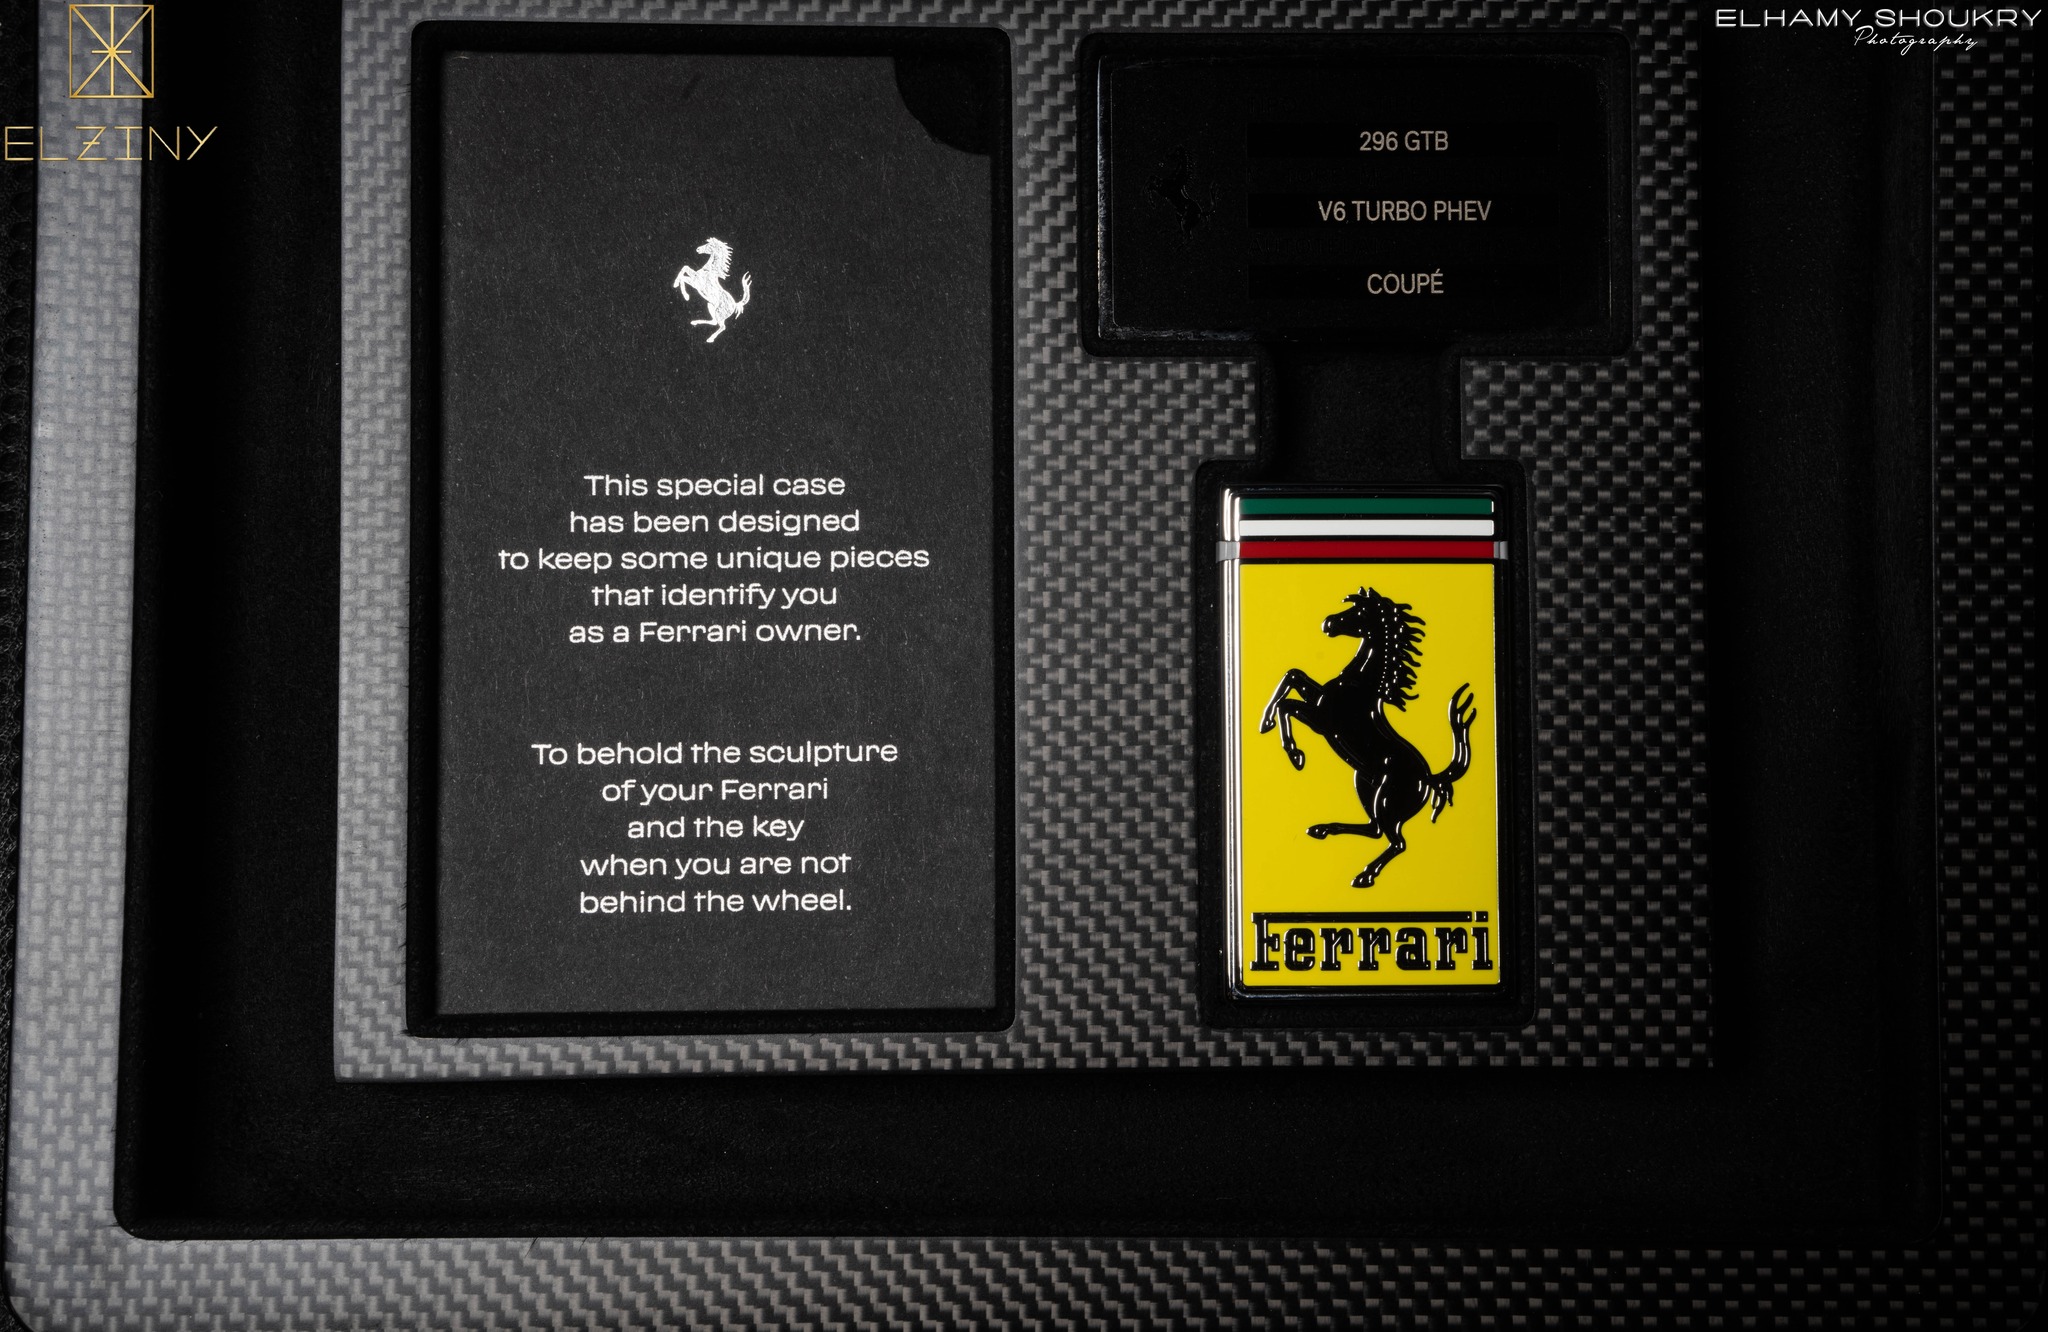 ELZINY
ELHAMY SHOUKRY
Photography
This special case
has been designed
to keep some unique pieces
that identify you
as a Ferrari owner.
To behold the sculpture
of your Ferrari
and the key
when you are not
behind the wheel.
296 GTB
V6 TURBO PHEV
COUPÉ
Ferrari